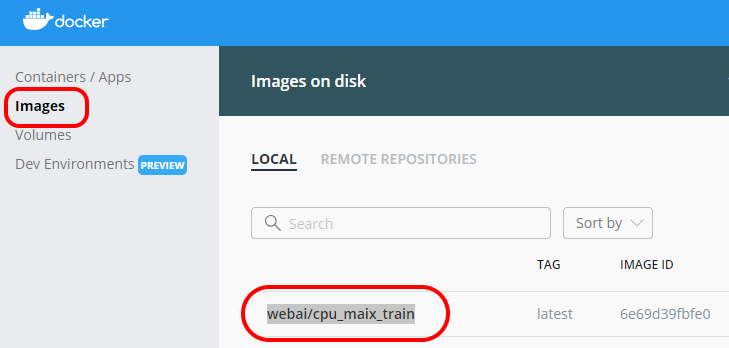 docker
Containers / Apps
Images
Volumes
Dev Environments PREVIEW
Images on disk
LOCAL REMOTE REPOSITORIES
Search Sort by
TAG IMAGE ID
webai/cpu_maix_train latest 6e69d39fbfe0